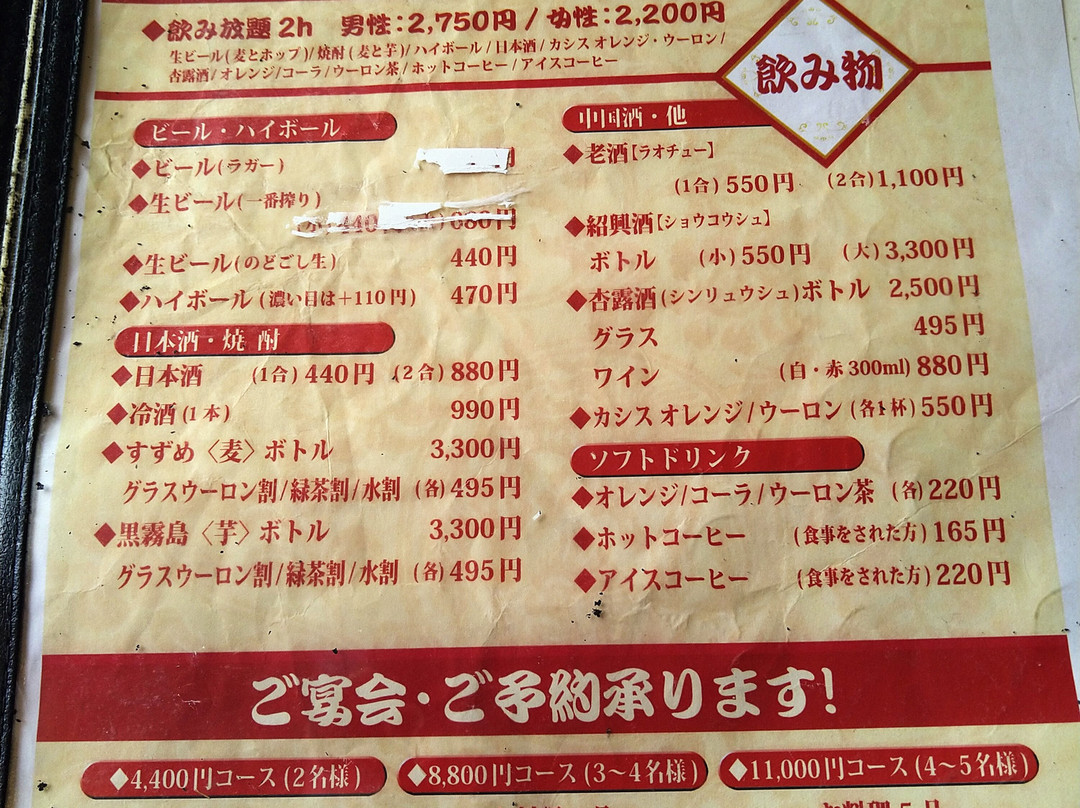 ◆飲み放題 2h 男性：2,750円 / 女性：2,200円
生ビール(麦とホップ)/焼酎(麦と芋)/ハイボール/日本酒/カシス オレンジ・ウーロン/
杏露酒/オレンジ/コーラ/ウーロン茶/ホットコーヒー/アイスコーヒー
飲み物
ビール・ハイボール
◆ビール(ラガー)
◆生ビール(一番搾り)
440 680円
◆生ビール(のどごし生) 440円
◆ハイボール(濃い目は＋110円) 470円
日本酒・焼 酎
◆日本酒 (1合)440円 (2合)880円
◆冷酒(1本) 990円
◆すずめ〈麦〉ボトル 3,300円
グラスウーロン割/緑茶割/水割 (各)495円
◆黒霧島〈芋〉ボトル 3,300円
グラスウーロン割/緑茶割/水割 (各)495円
中国酒・他
◆老酒【ラオチュー】
(1合)550円 (2合)1,100円
◆紹興酒【ショウコウシュ】
ボトル (小)550円 (大)3,300円
◆杏露酒(シンリュウシュ)ボトル 2,500円
グラス 495円
ワイン (白・赤300ml)880円
◆カシス オレンジ/ウーロン(各1杯)550円
ソフトドリンク
◆オレンジ/コーラ/ウーロン茶 (各)220円
◆ホットコーヒー (食事をされた方)165円
◆アイスコーヒー (食事をされた方)220円
ご宴会・ご予約承ります!
◆4,400円コース(2名様)
◆8,800円コース(3〜4名様)
◆11,000円コース(4〜5名様)